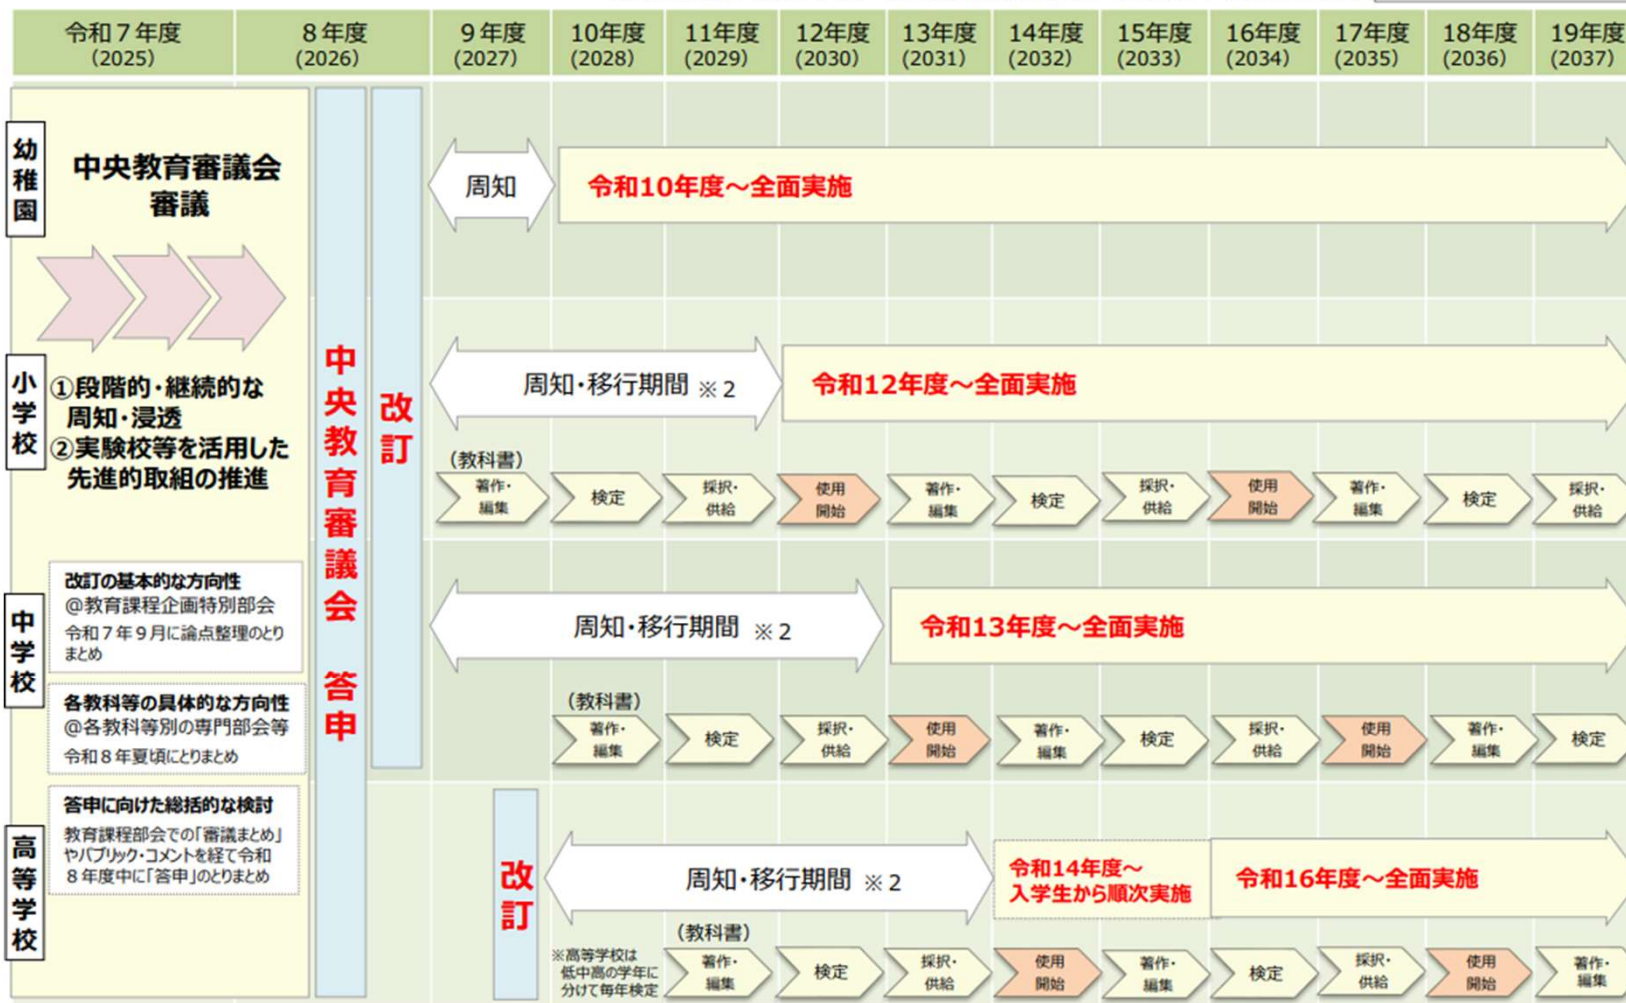 令和７年度
(2025)
８年度
(2026)
９年度
(2027)
10年度
(2028)
11年度
(2029)
12年度
(2030)
13年度
(2031)
14年度
(2032)
15年度
(2033)
16年度
(2034)
17年度
(2035)
18年度
(2036)
19年度
(2037)
幼稚園
中央教育審議会
審議
周知
令和10年度～全面実施
小学校
①段階的・継続的な
周知・浸透
②実験校等を活用した
先進的取組の推進
中央教育審議会 答申
改訂
周知・移行期間 ※２
令和12年度～全面実施
(教科書)
著作・
編集
検定
採択・
供給
使用
開始
著作・
編集
検定
採択・
供給
使用
開始
著作・
編集
検定
採択・
供給
中学校
改訂の基本的な方向性
@教育課程企画特別部会
令和７年９月に論点整理のとり
まとめ
各教科等の具体的な方向性
@各教科等別の専門部会等
令和８年夏頃にとりまとめ
周知・移行期間 ※２
令和13年度～全面実施
(教科書)
著作・
編集
検定
採択・
供給
使用
開始
著作・
編集
検定
採択・
供給
使用
開始
著作・
編集
検定
高等学校
答申に向けた総括的な検討
教育課程部会での「審議まとめ」
やパブリック・コメントを経て令和
８年度中に「答申」のとりまとめ
改訂
周知・移行期間 ※２
令和14年度～
入学生から順次実施
令和16年度～全面実施
※高等学校は
低中高の学年に
分けて毎年検定
(教科書)
著作・
編集
検定
採択・
供給
使用
開始
著作・
編集
検定
採択・
供給
使用
開始
著作・
編集